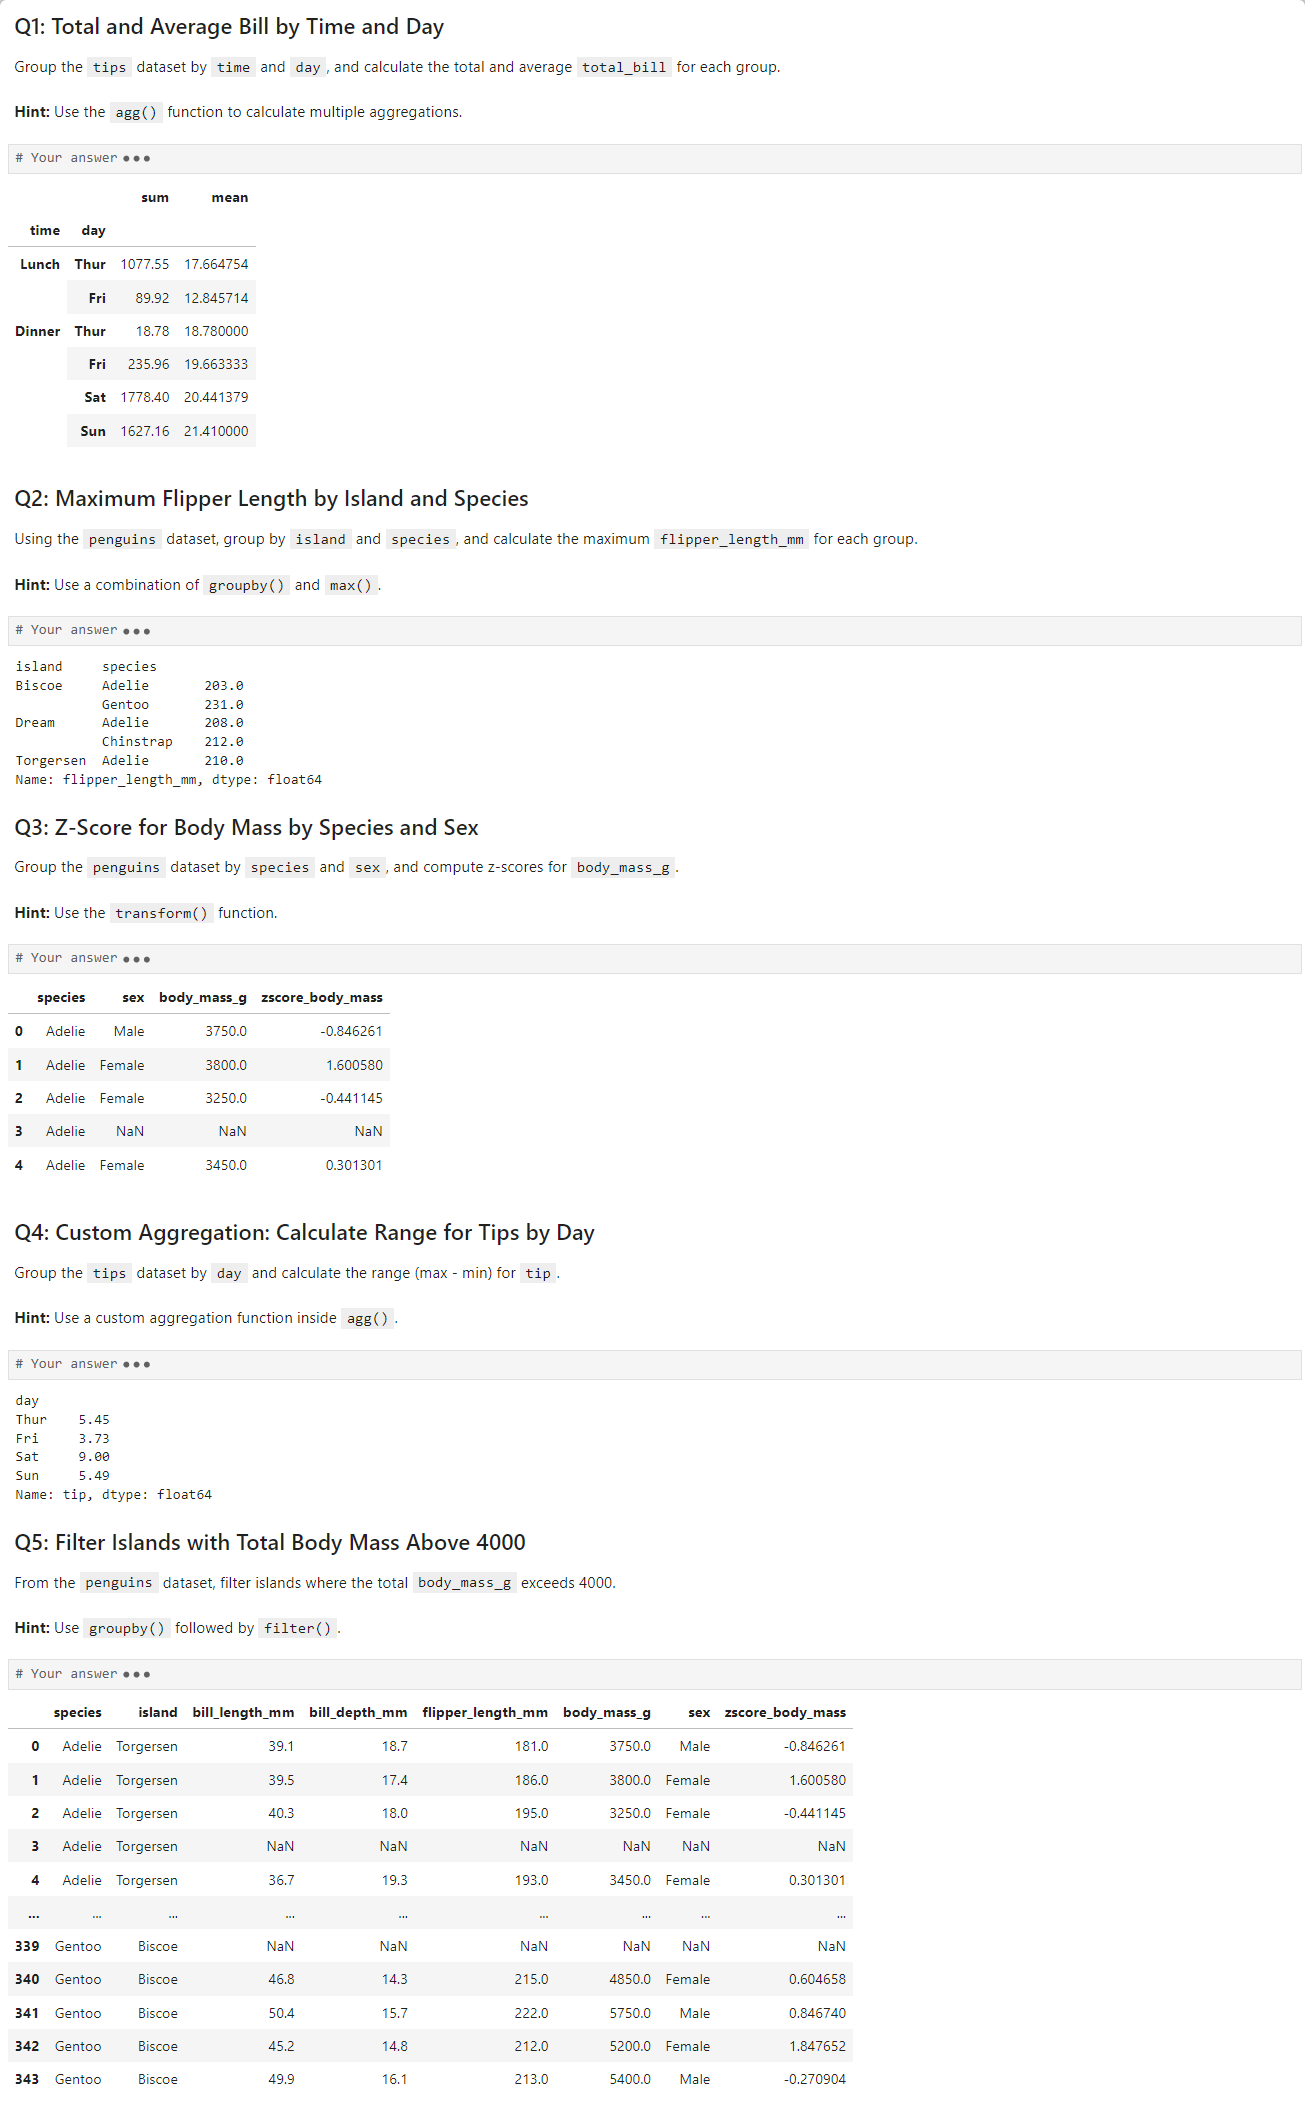 Q1: Total and Average Bill by Time and Day
Group the tips dataset by time and day, and calculate the total and average total_bill for each group.
Hint: Use the agg() function to calculate multiple aggregations.
# Your answer •••
sum mean
time day
Lunch Thur 1077.55 17.664754
Fri 89.92 12.845714
Dinner Thur 18.78 18.780000
Fri 235.96 19.663333
Sat 1778.40 20.441379
Sun 1627.16 21.410000
Q2: Maximum Flipper Length by Island and Species
Using the penguins dataset, group by island and species, and calculate the maximum flipper_length_mm for each group.
Hint: Use a combination of groupby() and max().
# Your answer •••
island species
Biscoe Adelie 203.0
Gentoo 231.0
Dream Adelie 208.0
Chinstrap 212.0
Torgersen Adelie 210.0
Name: flipper_length_mm, dtype: float64
Q3: Z-Score for Body Mass by Species and Sex
Group the penguins dataset by species and sex, and compute z-scores for body_mass_g.
Hint: Use the transform() function.
# Your answer •••
species sex body_mass_g zscore_body_mass
0 Adelie Male 3750.0 -0.846261
1 Adelie Female 3800.0 1.600580
2 Adelie Female 3250.0 -0.441145
3 Adelie NaN NaN NaN
4 Adelie Female 3450.0 0.301301
Q4: Custom Aggregation: Calculate Range for Tips by Day
Group the tips dataset by day and calculate the range (max - min) for tip.
Hint: Use a custom aggregation function inside agg().
# Your answer •••
day
Thur 5.45
Fri 3.73
Sat 9.00
Sun 5.49
Name: tip, dtype: float64
Q5: Filter Islands with Total Body Mass Above 4000
From the penguins dataset, filter islands where the total body_mass_g exceeds 4000.
Hint: Use groupby() followed by filter().
# Your answer •••
species island bill_length_mm bill_depth_mm flipper_length_mm body_mass_g sex zscore_body_mass
0 Adelie Torgersen 39.1 18.7 181.0 3750.0 Male -0.846261
1 Adelie Torgersen 39.5 17.4 186.0 3800.0 Female 1.600580
2 Adelie Torgersen 40.3 18.0 195.0 3250.0 Female -0.441145
3 Adelie Torgersen NaN NaN NaN NaN NaN NaN
4 Adelie Torgersen 36.7 19.3 193.0 3450.0 Female 0.301301
... ... ... ... ... ... ... ... ...
339 Gentoo Biscoe NaN NaN NaN NaN NaN NaN
340 Gentoo Biscoe 46.8 14.3 215.0 4850.0 Female 0.604658
341 Gentoo Biscoe 50.4 15.7 222.0 5750.0 Male 0.846740
342 Gentoo Biscoe 45.2 14.8 212.0 5200.0 Female 1.847652
343 Gentoo Biscoe 49.9 16.1 213.0 5400.0 Male -0.270904